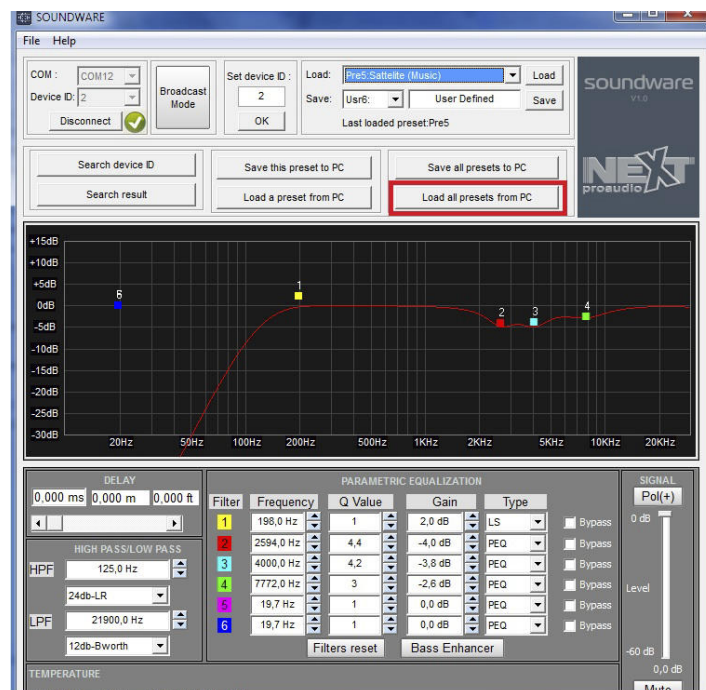 SOUNDWARE
File Help
COM : COM12
Device ID: 2
Disconnect
Broadcast
Mode
Set device ID :
2
OK
Load: Pre5:Sattelite (Music) Load
Save: Usr6: User Defined Save
Last loaded preset:Pre5
soundware
V1.0
Search device ID
Search result
Save this preset to PC
Load a preset from PC
Save all presets to PC
Load all presets from PC
NEXT
proaudio
+15dB
+10dB
+5dB
0dB
-5dB
-10dB
-15dB
-20dB
-25dB
-30dB
6
1
2
3
4
20Hz 50Hz 100Hz 200Hz 500Hz 1KHz 2KHz 5KHz 10KHz 20KHz
DELAY
0,000 ms 0,000 m 0,000 ft
HIGH PASS/LOW PASS
HPF 125,0 Hz
24db-LR
LPF 21900,0 Hz
12db-Bworth
PARAMETRIC EQUALIZATION
Filter Frequency Q Value Gain Type
1 198,0 Hz 1 2,0 dB LS Bypass
2 2594,0 Hz 4,4 -4,0 dB PEQ Bypass
3 4000,0 Hz 4,2 -3,8 dB PEQ Bypass
4 7772,0 Hz 3 -2,6 dB PEQ Bypass
5 19,7 Hz 1 0,0 dB PEQ Bypass
6 19,7 Hz 1 0,0 dB PEQ Bypass
Filters reset Bass Enhancer
SIGNAL
Pol(+)
0 dB
Level
-60 dB
0,0 dB
Mute
TEMPERATURE